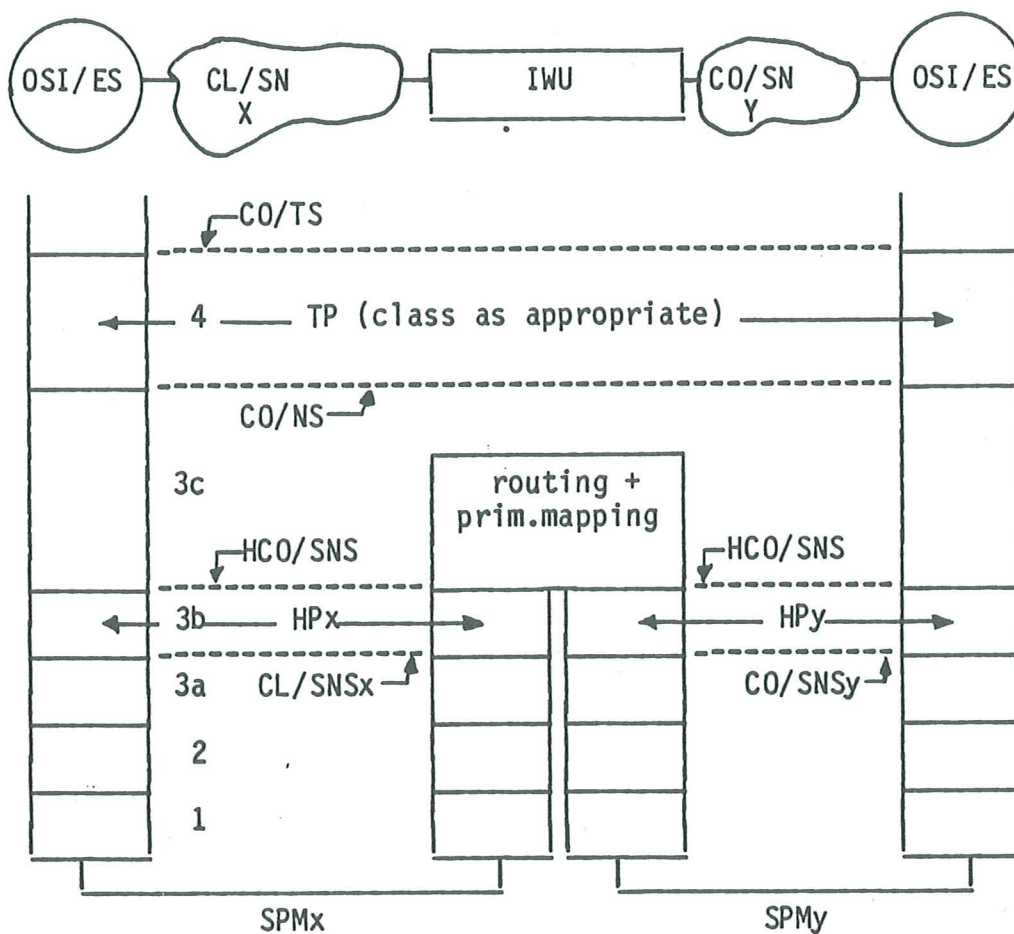 OSI/ES CL/SN X IWU CO/SN Y OSI/ES
CO/TS
4 TP (class as appropriate)
CO/NS
3c routing + prim.mapping
HCO/SNS HCO/SNS
3b HPx HPy
3a CL/SNSx CO/SNSy
2
1
SPMx SPMy